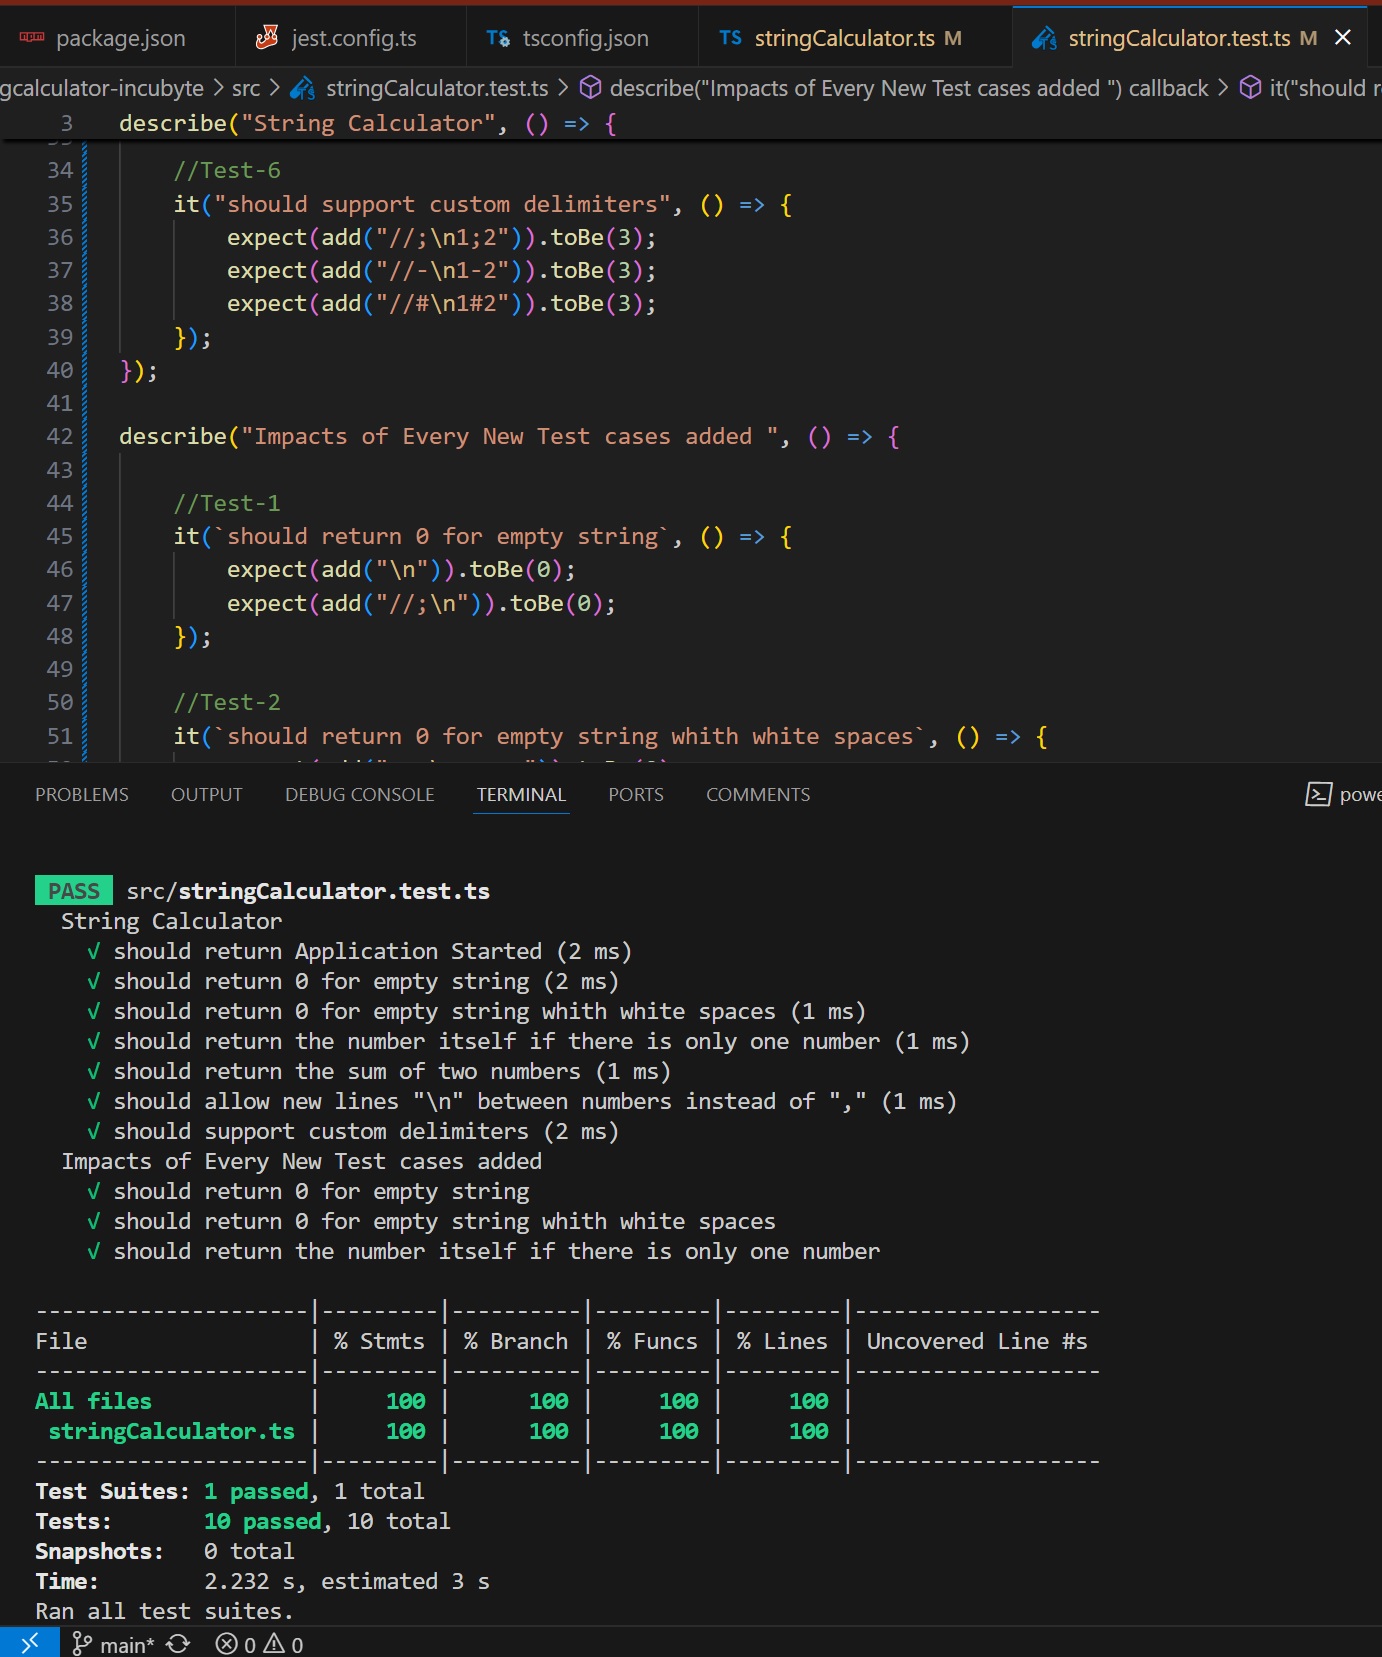 package.json jest.config.ts TS tsconfig.json TS stringCalculator.ts M TS stringCalculator.test.ts M
gcalculator-incubyte > src > TS stringCalculator.test.ts > describe("Impacts of Every New Test cases added ") callback > it("should r
3 describe("String Calculator", () => {
34 //Test-6
35 it("should support custom delimiters", () => {
36 expect(add("//;\n1;2")).toBe(3);
37 expect(add("//-\n1-2")).toBe(3);
38 expect(add("//#\n1#2")).toBe(3);
39 });
40 });
41
42 describe("Impacts of Every New Test cases added ", () => {
43
44 //Test-1
45 it(`should return 0 for empty string`, () => {
46 expect(add("\n")).toBe(0);
47 expect(add("//;\n")).toBe(0);
48 });
49
50 //Test-2
51 it(`should return 0 for empty string whith white spaces`, () => {
PROBLEMS OUTPUT DEBUG CONSOLE TERMINAL PORTS COMMENTS powe
PASS src/stringCalculator.test.ts
String Calculator
√ should return Application Started (2 ms)
√ should return 0 for empty string (2 ms)
√ should return 0 for empty string whith white spaces (1 ms)
√ should return the number itself if there is only one number (1 ms)
√ should return the sum of two numbers (1 ms)
√ should allow new lines "\n" between numbers instead of "," (1 ms)
√ should support custom delimiters (2 ms)
Impacts of Every New Test cases added
√ should return 0 for empty string
√ should return 0 for empty string whith white spaces
√ should return the number itself if there is only one number
---------------------|---------|----------|---------|---------|-------------------
File | % Stmts | % Branch | % Funcs | % Lines | Uncovered Line #s
---------------------|---------|----------|---------|---------|-------------------
All files | 100 | 100 | 100 | 100 |
stringCalculator.ts | 100 | 100 | 100 | 100 |
---------------------|---------|----------|---------|---------|-------------------
Test Suites: 1 passed, 1 total
Tests: 10 passed, 10 total
Snapshots: 0 total
Time: 2.232 s, estimated 3 s
Ran all test suites.
main* 0 0